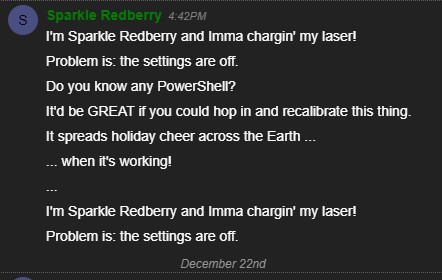 S
Sparkle Redberry 4:42PM
I'm Sparkle Redberry and Imma chargin' my laser!
Problem is: the settings are off.
Do you know any PowerShell?
It'd be GREAT if you could hop in and recalibrate this thing.
It spreads holiday cheer across the Earth ...
... when it's working!
...
I'm Sparkle Redberry and Imma chargin' my laser!
Problem is: the settings are off.
December 22nd